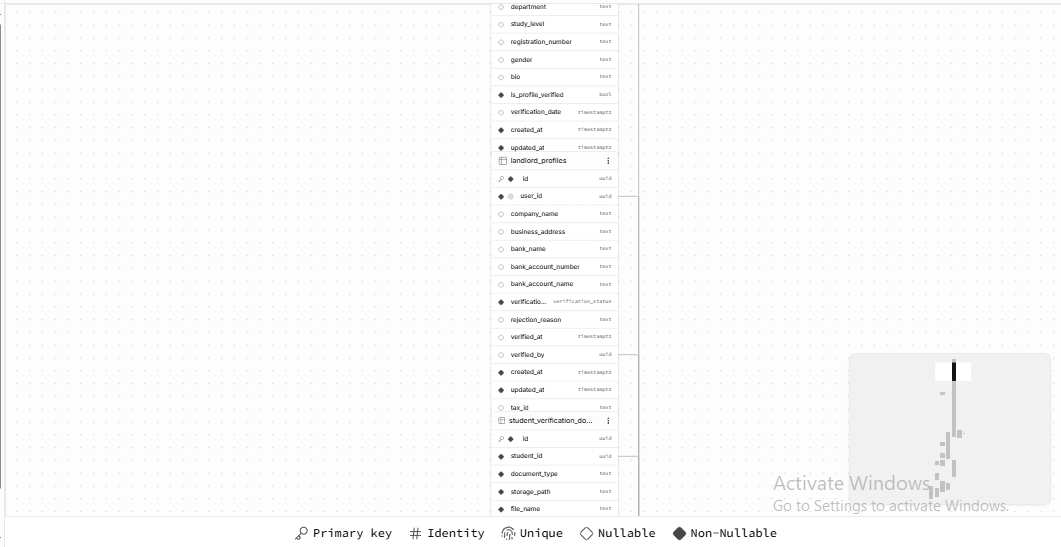 department text
study_level text
registration_number text
gender text
bio text
is_profile_verified bool
verification_date timestamptz
created_at timestamptz
updated_at timestamptz
landlord_profiles
id uuid
user_id uuid
company_name text
business_address text
bank_name text
bank_account_number text
bank_account_name text
verificatio... verification_status
rejection_reason text
verified_at timestamptz
verified_by uuid
created_at timestamptz
updated_at timestamptz
tax_id text
student_verification_do...
id uuid
student_id uuid
document_type text
storage_path text
file_name text
Activate Windows
Go to Settings to activate Windows.
Primary key # Identity Unique Nullable Non-Nullable